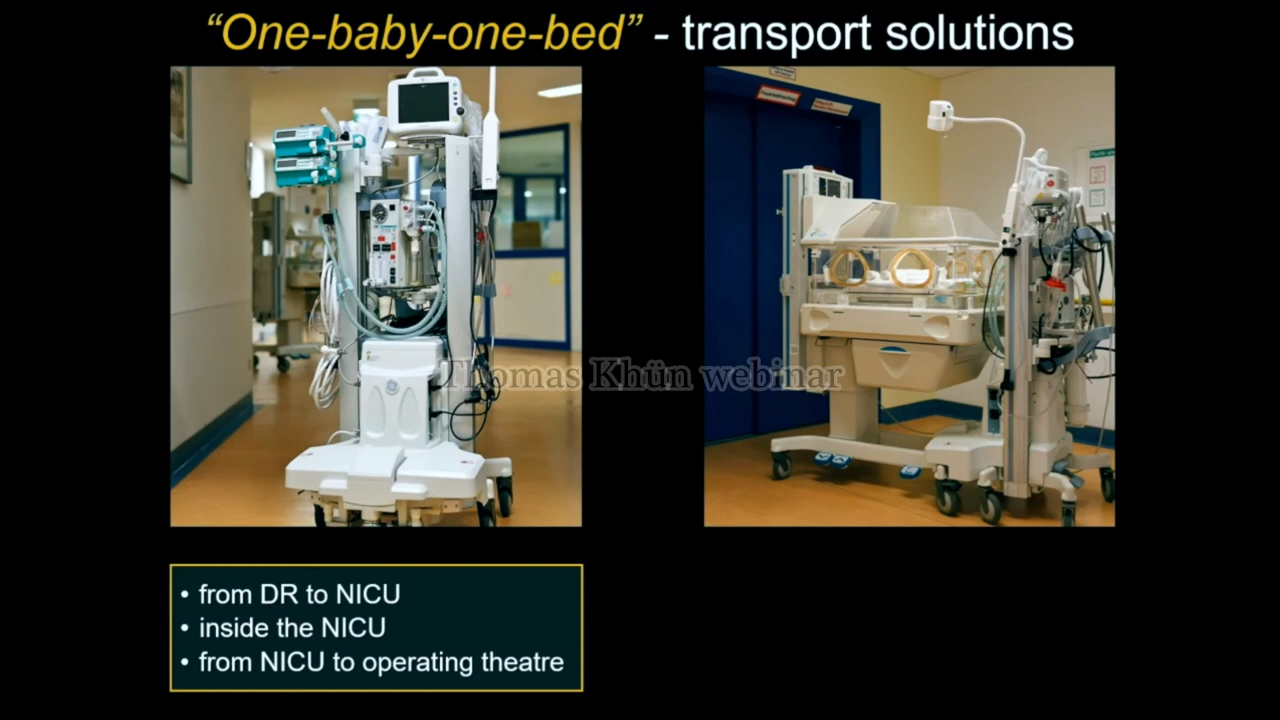 “One-baby-one-bed” - transport solutions
Thomas Khün webinar
• from DR to NICU
• inside the NICU
• from NICU to operating theatre